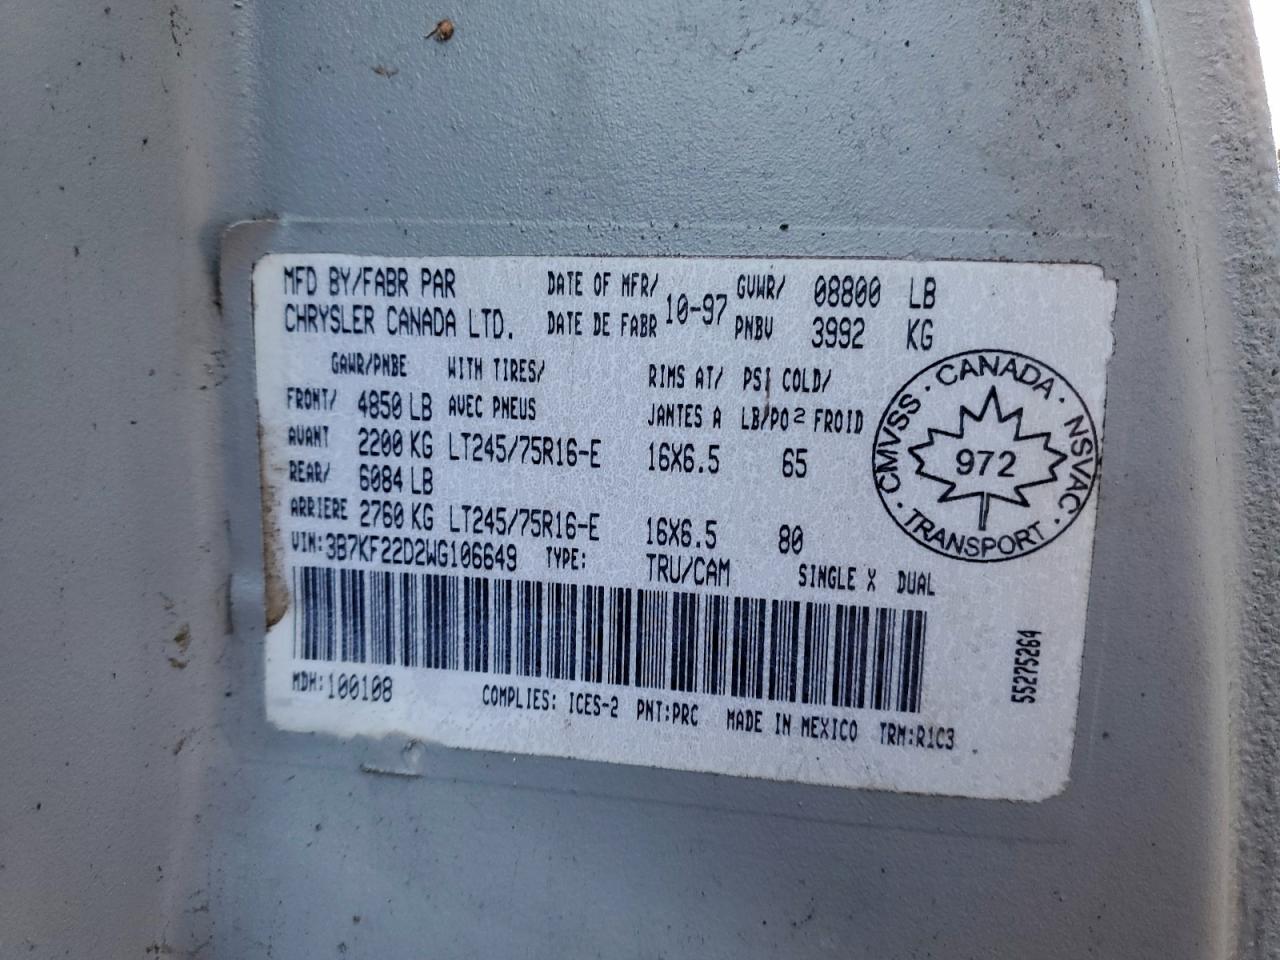 MFD BY/FABR PAR DATE OF MFR/ GVWR/ 08800 LB
CHRYSLER CANADA LTD. DATE DE FABR 10-97 PNBV 3992 KG
GAWR/PNBE WITH TIRES/ RIMS AT/ PSI COLD/
FRONT/ 4850 LB AVEC PNEUS JANTES A LB/PO2 FROID
AVANT 2200 KG LT245/75R16-E 16X6.5 65
REAR/ 6084 LB
ARRIERE 2760 KG LT245/75R16-E 16X6.5 80
VIN:3B7KF22D2WG106649 TYPE: TRU/CAM SINGLE X DUAL
MDH:100108 COMPLIES: ICES-2 PNT:PRC MADE IN MEXICO TRM:R1C3
CMVSS · CANADA · NSVAC · TRANSPORT ·
972
55275264